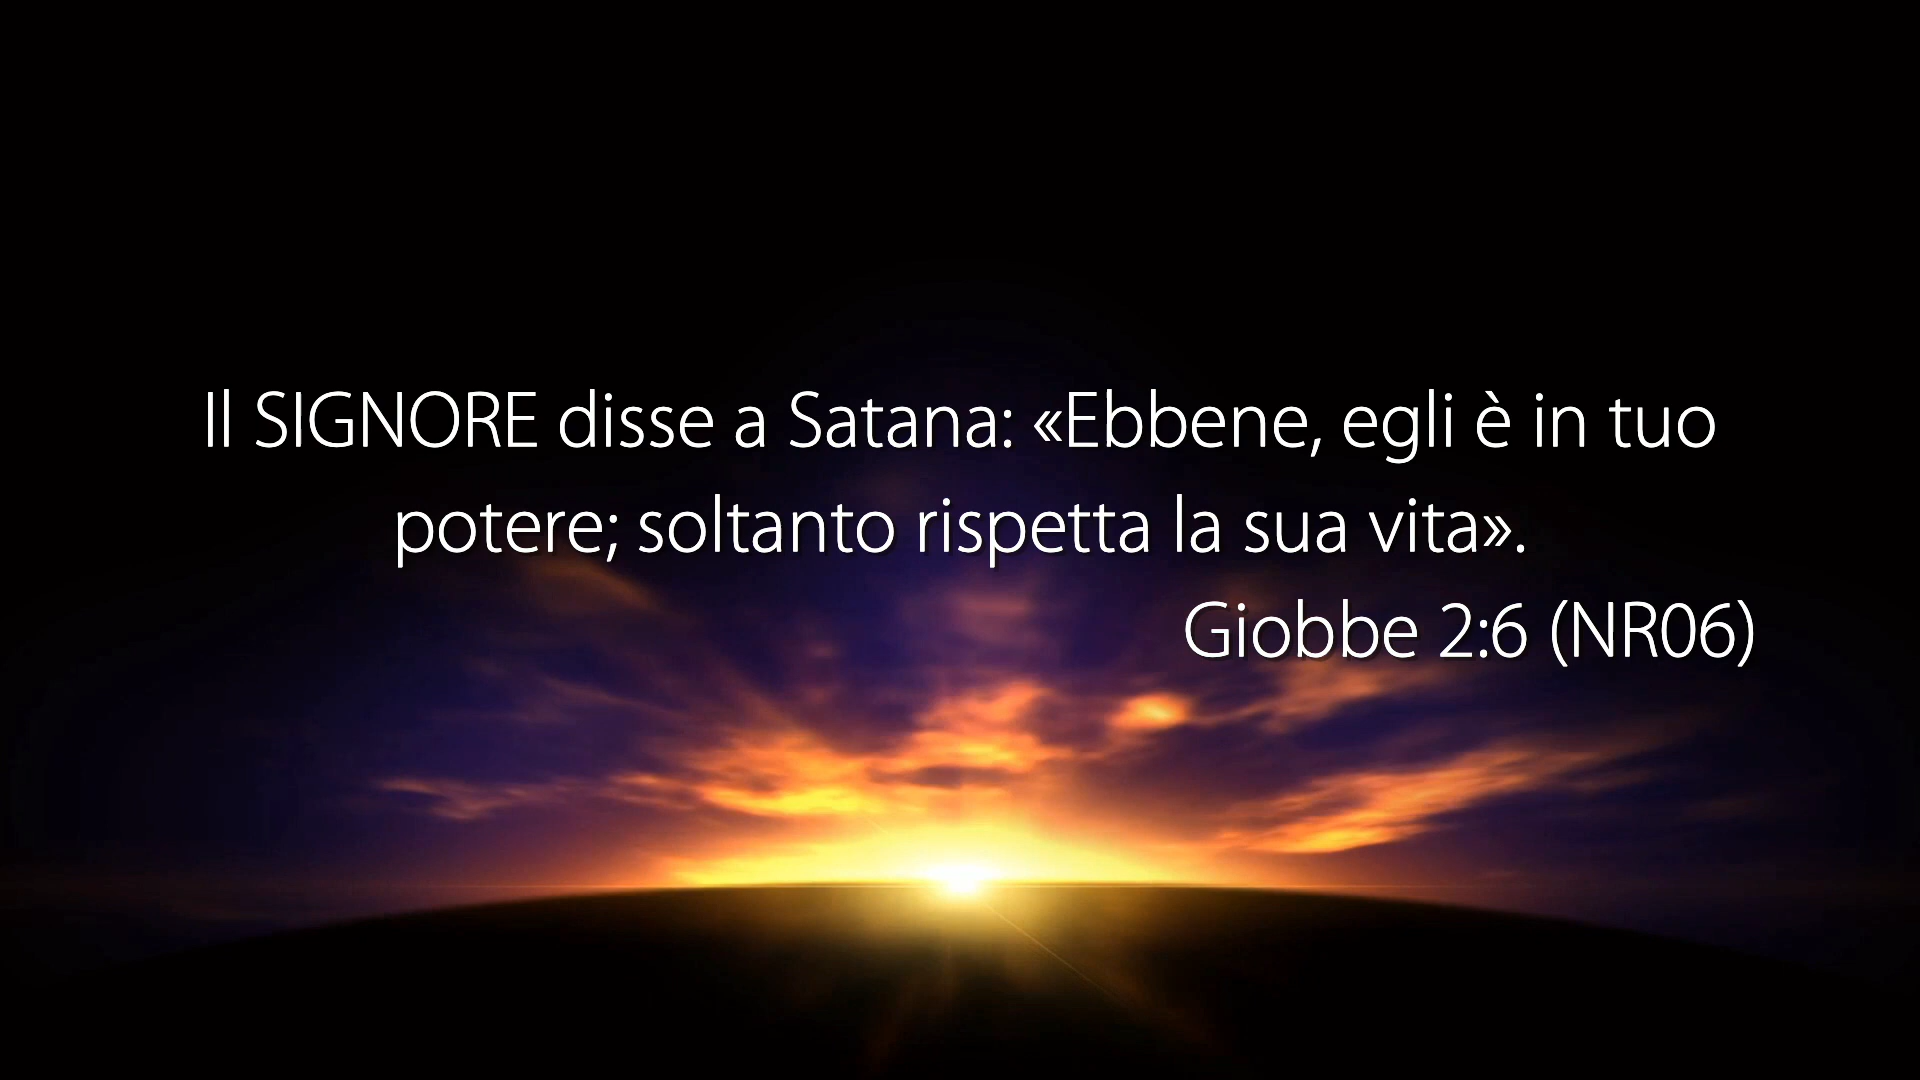 Il SIGNORE disse a Satana: «Ebbene, egli è in tuo
potere; soltanto rispetta la sua vita».
Giobbe 2:6 (NR06)